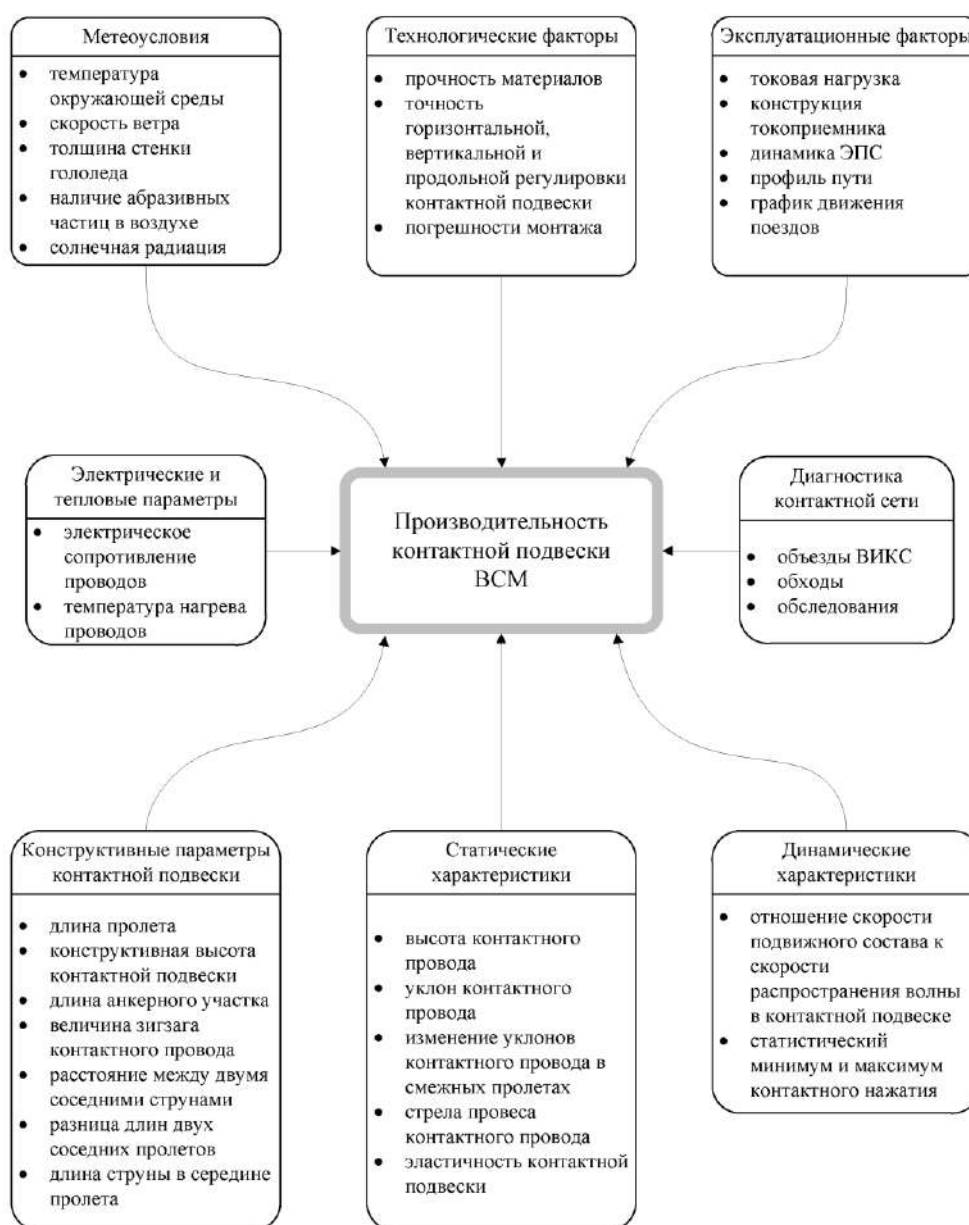 Метеоусловия
• температура
окружающей среды
• скорость ветра
• толщина стенки
гололеда
• наличие абразивных
частиц в воздухе
• солнечная радиация
Технологические факторы
• прочность материалов
• точность
горизонтальной,
вертикальной и
продольной регулировки
контактной подвески
• погрешности монтажа
Эксплуатационные факторы
• токовая нагрузка
• конструкция
токоприемника
• динамика ЭПС
• профиль пути
• график движения
поездов
Электрические и
тепловые параметры
• электрическое
сопротивление
проводов
• температура нагрева
проводов
Производительность
контактной подвески
ВСМ
Диагностика
контактной сети
• объезды ВИКС
• обходы
• обследования
Конструктивные параметры
контактной подвески
• длина пролета
• конструктивная высота
контактной подвески
• длина анкерного участка
• величина зигзага
контактного провода
• расстояние между двумя
соседними струнами
• разница длин двух
соседних пролетов
• длина струны в середине
пролета
Статические
характеристики
• высота контактного
провода
• уклон контактного
провода
• изменение уклонов
контактного провода в
смежных пролетах
• стрела провеса
контактного провода
• эластичность контактной
подвески
Динамические
характеристики
• отношение скорости
подвижного состава к
скорости
распространения волны
в контактной подвеске
• статистический
минимум и максимум
контактного нажатия